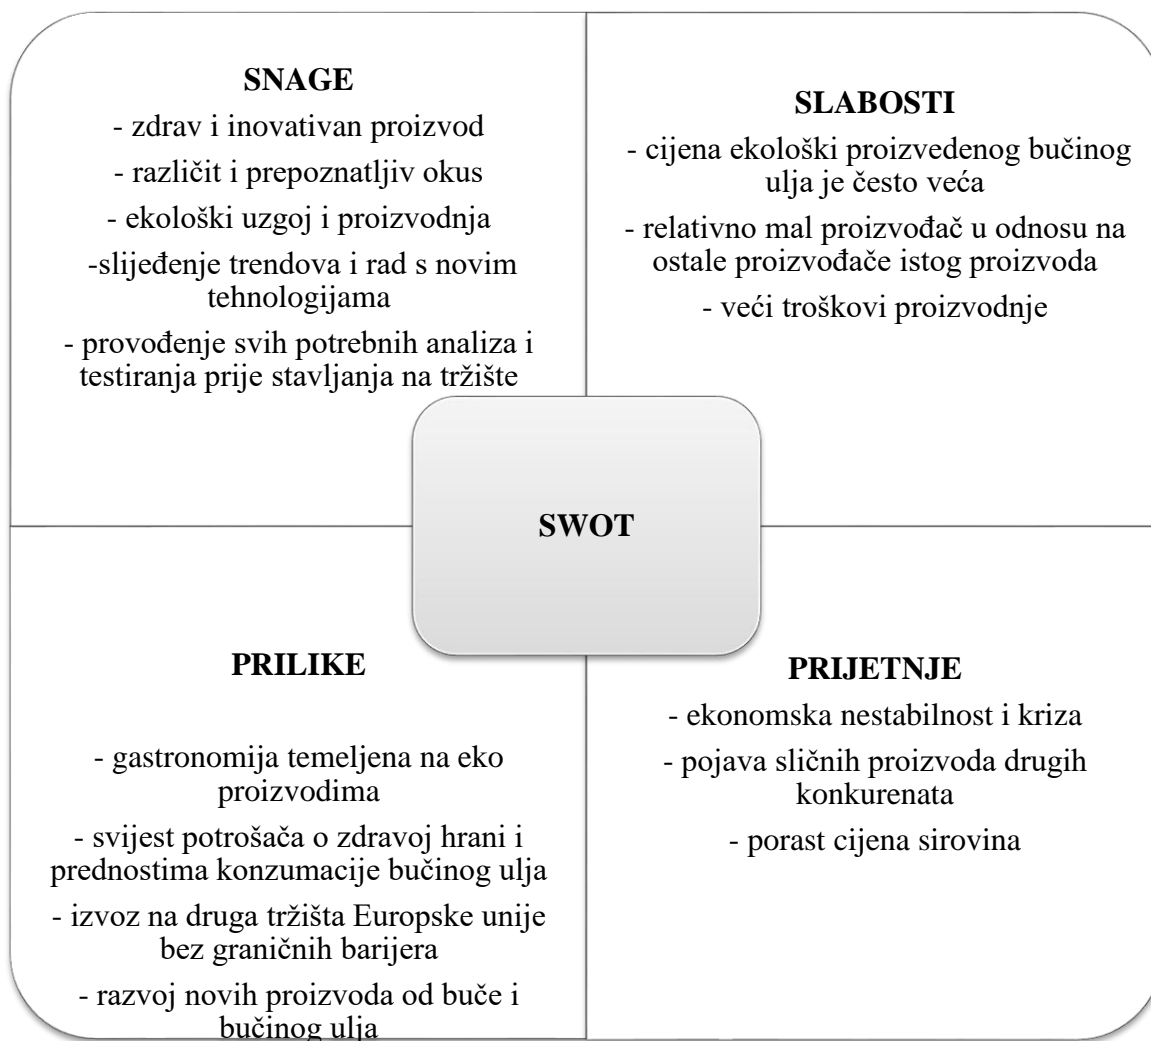 SNAGE
- zdrav i inovativan proizvod
- različit i prepoznatljiv okus
- ekološki uzgoj i proizvodnja
-slijeđenje trendova i rad s novim
tehnologijama
- provođenje svih potrebnih analiza i
testiranja prije stavljanja na tržište
SLABOSTI
- cijena ekološki proizvedenog bučinog
ulja je često veća
- relativno mal proizvođač u odnosu na
ostale proizvođače istog proizvoda
- veći troškovi proizvodnje
SWOT
PRILIKE
- gastronomija temeljena na eko
proizvodima
- svijest potrošača o zdravoj hrani i
prednostima konzumacije bučinog ulja
- izvoz na druga tržišta Europske unije
bez graničnih barijera
- razvoj novih proizvoda od buče i
bučinog ulja
PRIJETNJE
- ekonomska nestabilnost i kriza
- pojava sličnih proizvoda drugih
konkurenata
- porast cijena sirovina